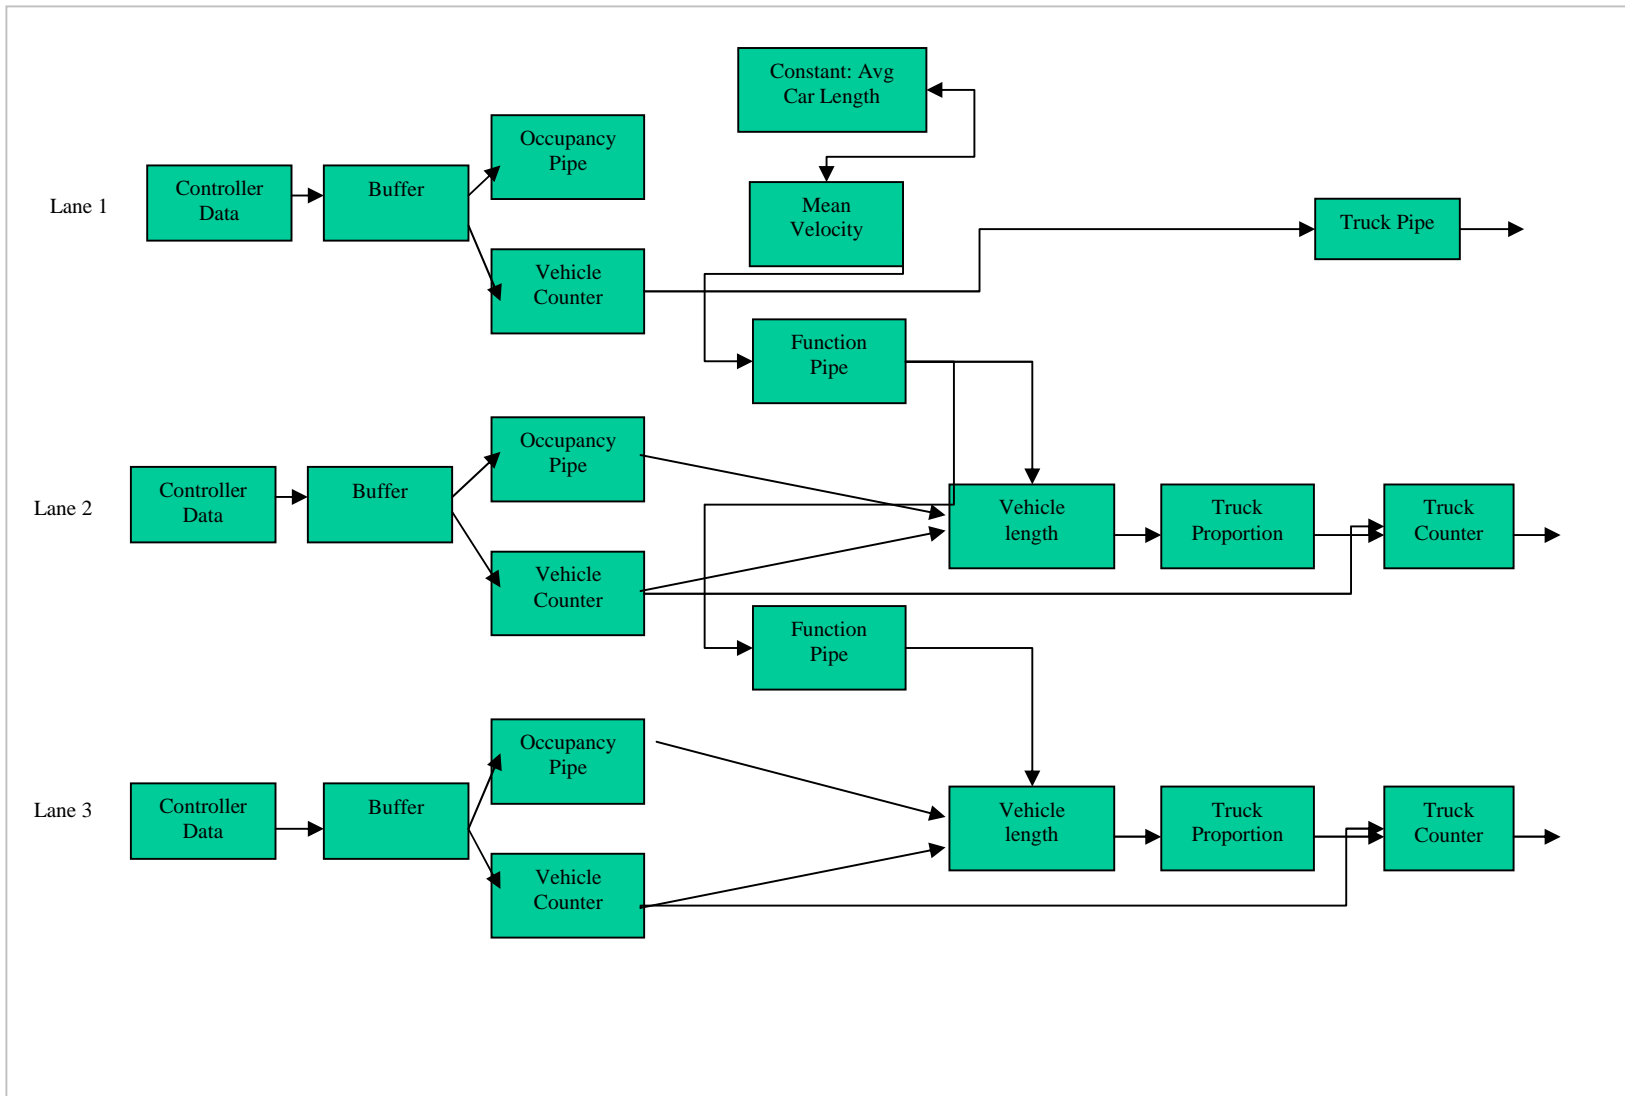 Constant: Avg
Car Length
Occupancy
Pipe
Lane 1
Controller
Data
Buffer
Mean
Velocity
Truck Pipe
Vehicle
Counter
Function
Pipe
Occupancy
Pipe
Lane 2
Controller
Data
Buffer
Vehicle
length
Truck
Proportion
Truck
Counter
Vehicle
Counter
Function
Pipe
Occupancy
Pipe
Lane 3
Controller
Data
Buffer
Vehicle
length
Truck
Proportion
Truck
Counter
Vehicle
Counter